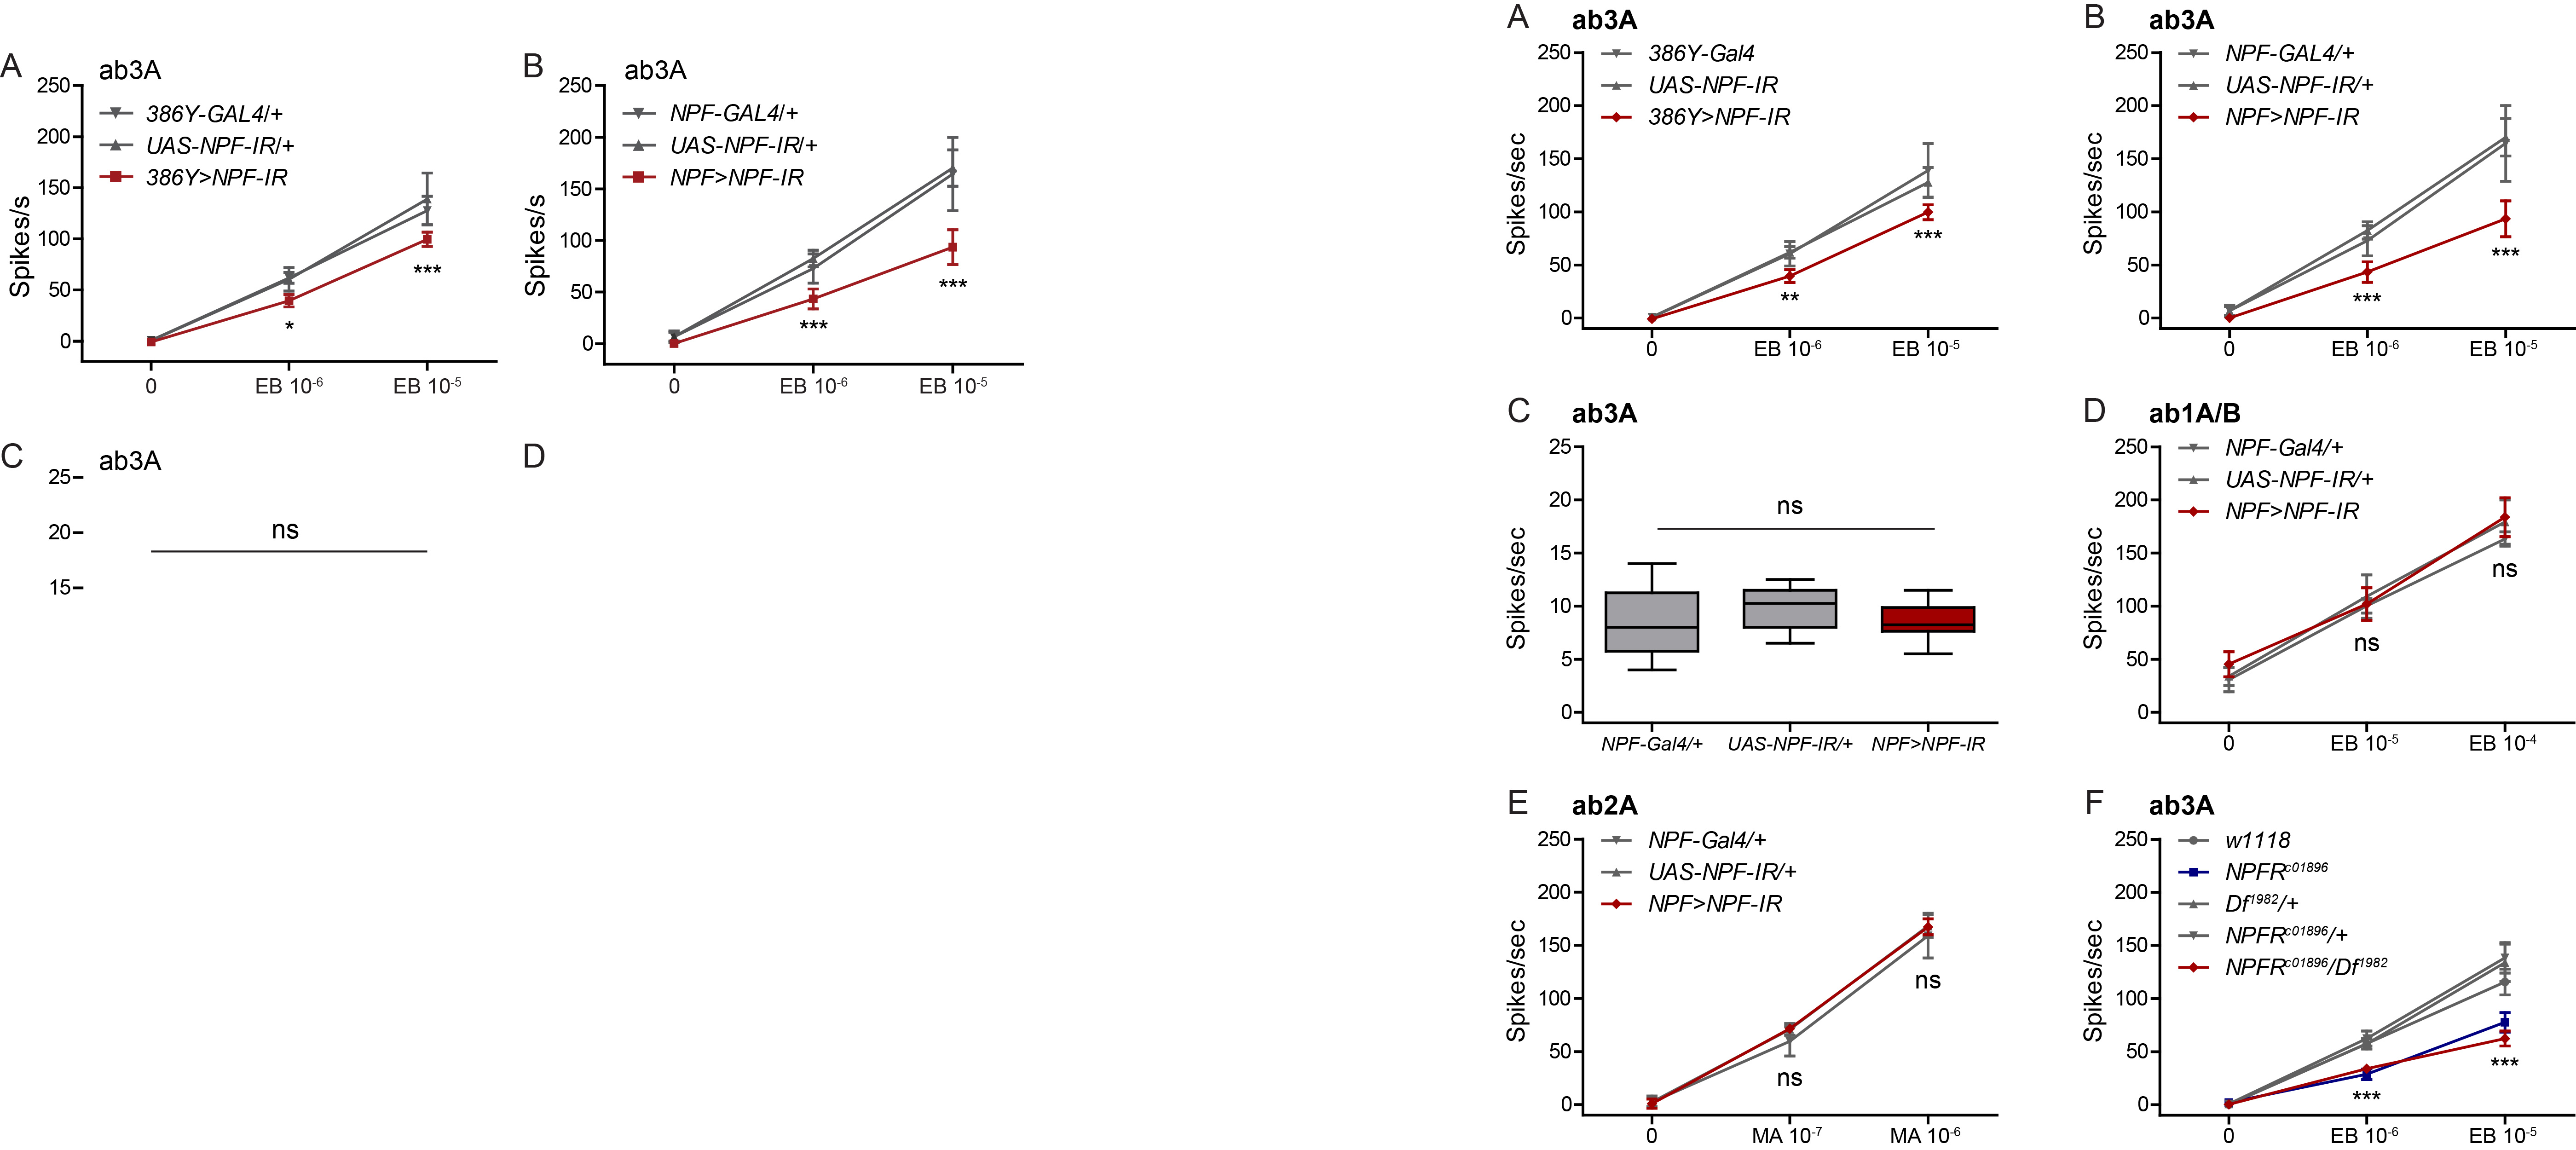 A ab3A
250
200
150
100
50
0
Spikes/s
386Y-GAL4/+
UAS-NPF-IR/+
386Y>NPF-IR
*
***
0 EB 10-6 EB 10-5
B ab3A
250
200
150
100
50
0
Spikes/s
NPF-GAL4/+
UAS-NPF-IR/+
NPF>NPF-IR
***
***
0 EB 10-6 EB 10-5
C ab3A
25
20
15
ns
D
A ab3A
250
200
150
100
50
0
Spikes/sec
386Y-Gal4
UAS-NPF-IR
386Y>NPF-IR
**
***
0 EB 10-6 EB 10-5
B ab3A
250
200
150
100
50
0
Spikes/sec
NPF-GAL4/+
UAS-NPF-IR/+
NPF>NPF-IR
***
***
0 EB 10-6 EB 10-5
C ab3A
25
20
15
10
5
0
Spikes/sec
ns
NPF-Gal4/+ UAS-NPF-IR/+ NPF>NPF-IR
D ab1A/B
250
200
150
100
50
0
Spikes/sec
NPF-Gal4/+
UAS-NPF-IR/+
NPF>NPF-IR
ns
ns
0 EB 10-5 EB 10-4
E ab2A
250
200
150
100
50
0
Spikes/sec
NPF-Gal4/+
UAS-NPF-IR/+
NPF>NPF-IR
ns
ns
0 MA 10-7 MA 10-6
F ab3A
250
200
150
100
50
0
Spikes/sec
w1118
NPFRc01896
Df1982/+
NPFRc01896/+
NPFRc01896/Df1982
***
***
0 EB 10-6 EB 10-5